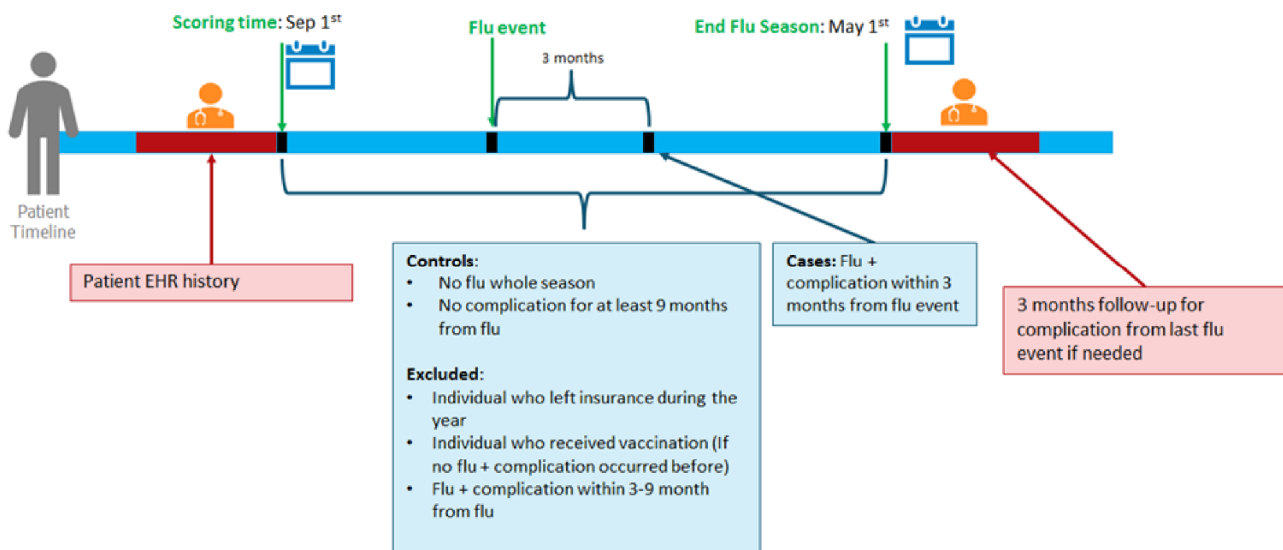 Scoring time: Sep 1st
Flu event
End Flu Season: May 1st
3 months
Patient
Timeline
Patient EHR history
Controls:
• No flu whole season
• No complication for at least 9 months
from flu
Excluded:
• Individual who left insurance during the
year
• Individual who received vaccination (If
no flu + complication occurred before)
• Flu + complication within 3-9 month
from flu
Cases: Flu +
complication within 3
months from flu event
3 months follow-up for
complication from last flu
event if needed